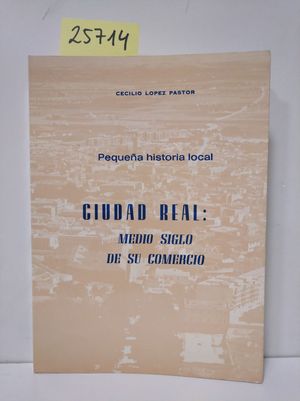 25714
CECILIO LOPEZ PASTOR
Pequeña historia local
CIUDAD REAL:
MEDIO SIGLO
DE SU COMERCIO